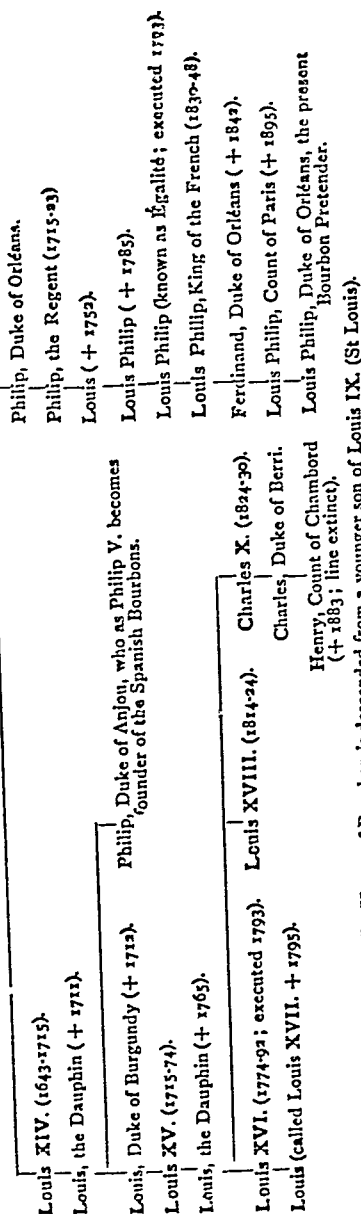 Louis XIV. (1643-1715).
Louis, the Dauphin (+ 1711).
Louis, Duke of Burgundy (+ 1712).
Philip, Duke of Anjou, who as Philip V. becomes
founder of the Spanish Bourbons.
Louis XV. (1715-74).
Louis, the Dauphin (+ 1765).
Louis XVI. (1774-92; executed 1793).
Louis XVIII. (1814-24).
Charles X. (1824-30).
Louis (called Louis XVII. + 1795).
Charles, Duke of Berri.
Henry, Count of Chambord
(+ 1883; line extinct).
Philip, Duke of Orléans.
Philip, the Regent (1715-23)
Louis (+ 1752).
Louis Philip (+ 1785).
Louis Philip (known as Égalité; executed 1793).
Louis Philip, King of the French (1830-48).
Ferdinand, Duke of Orléans (+ 1842).
Louis Philip, Count of Paris (+ 1895).
Louis Philip, Duke of Orléans, the present
Bourbon Pretender.
of Bourbon is descended from a younger son of Louis IX. (St Louis).